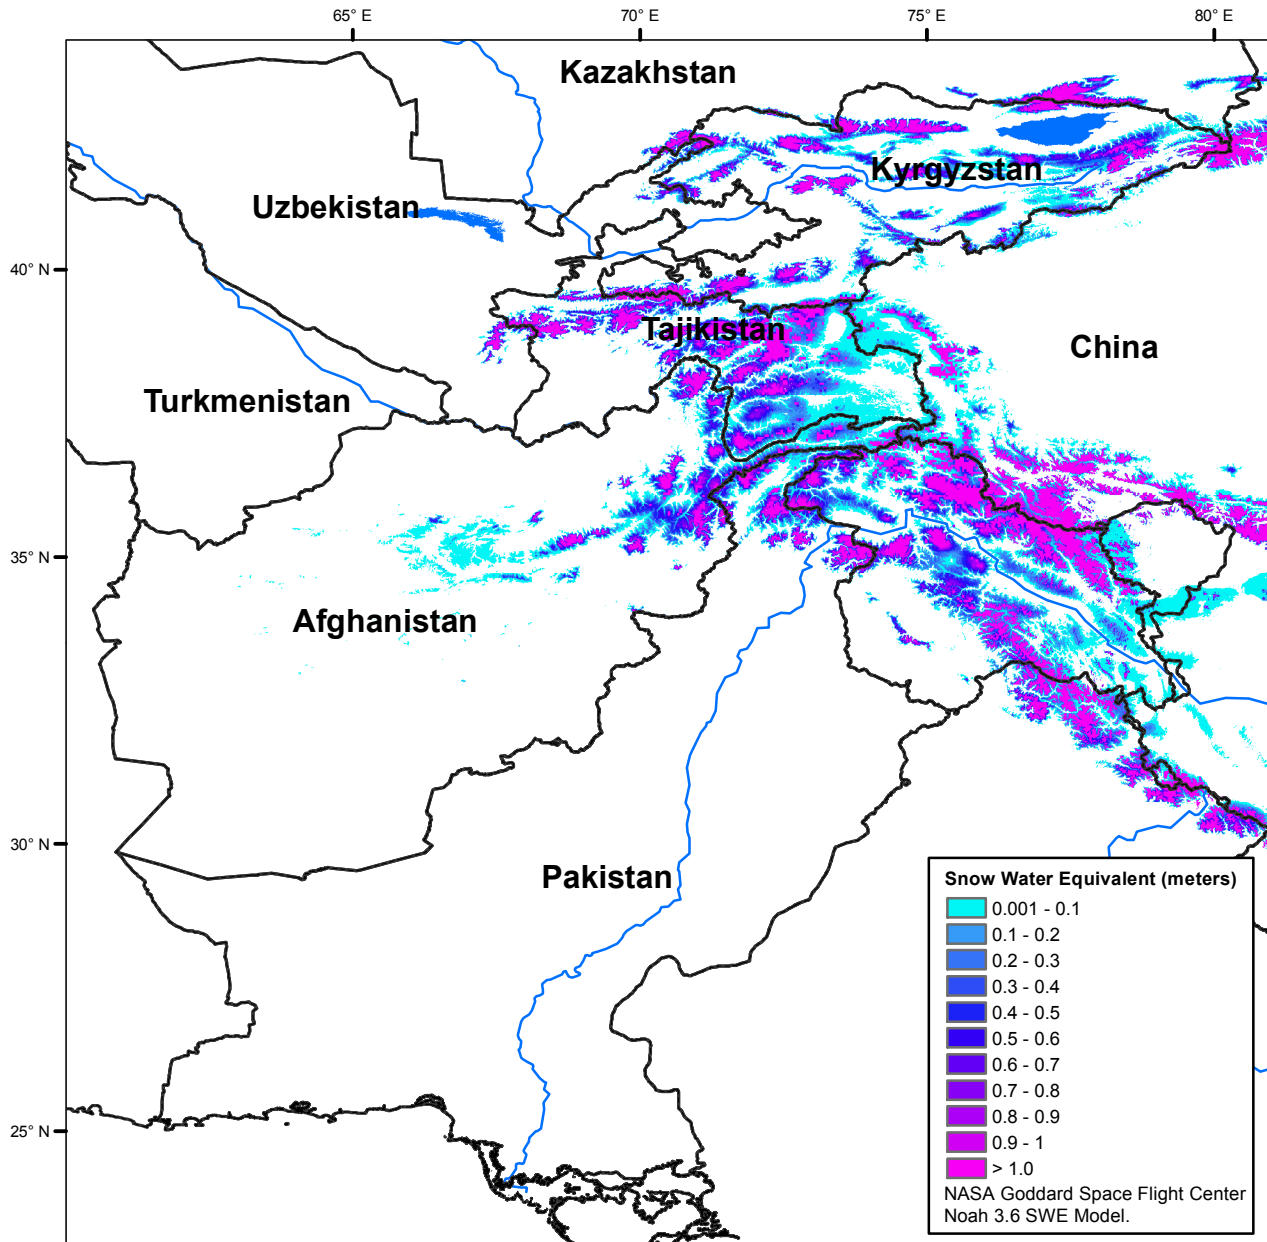 65° E
70° E
75° E
80° E
Kazakhstan
Kyrgyzstan
Uzbekistan
40° N
Tajikistan
China
Turkmenistan
35° N
Afghanistan
30° N
Pakistan
25° N
Snow Water Equivalent (meters)
0.001 - 0.1
0.1 - 0.2
0.2 - 0.3
0.3 - 0.4
0.4 - 0.5
0.5 - 0.6
0.6 - 0.7
0.7 - 0.8
0.8 - 0.9
0.9 - 1
> 1.0
NASA Goddard Space Flight Center
Noah 3.6 SWE Model.